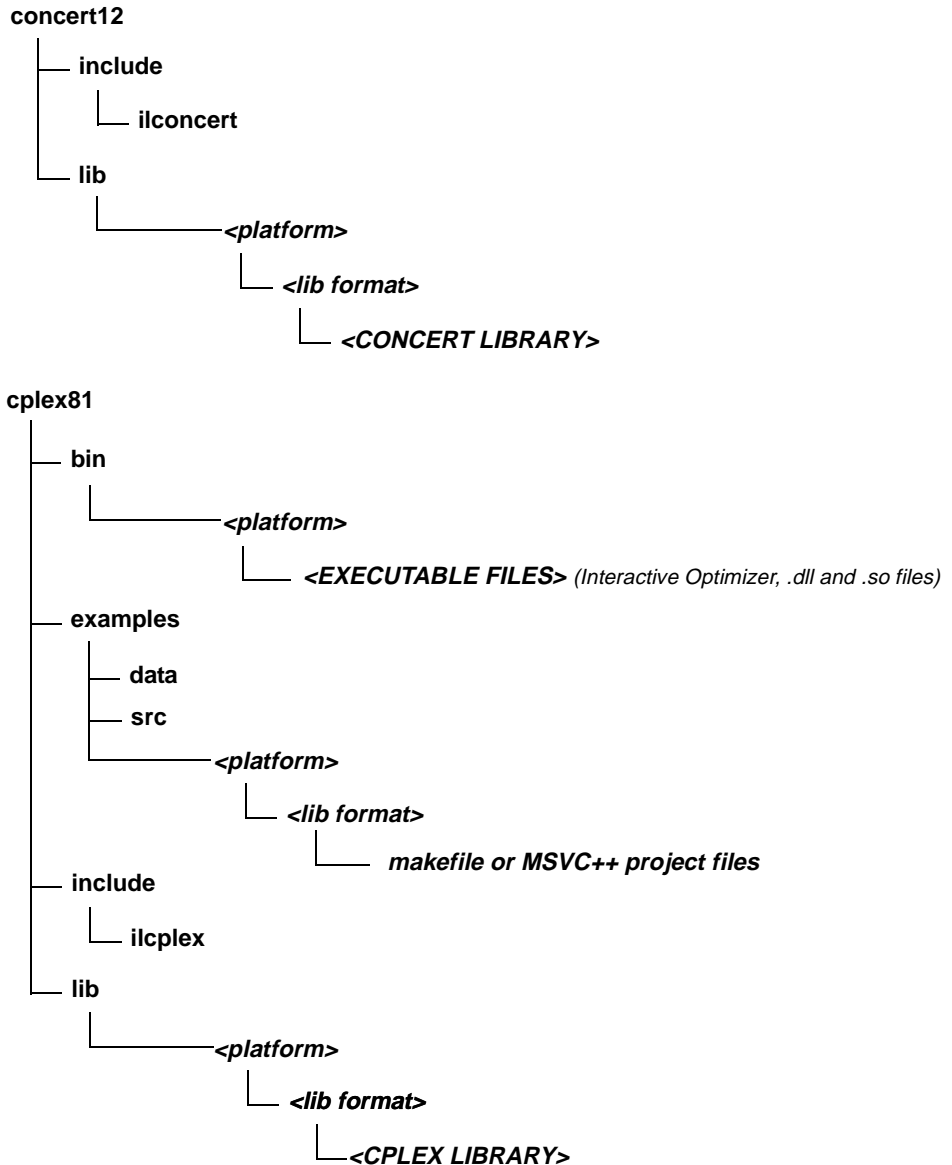 concert12
include
ilconcert
lib
<platform>
<lib format>
<CONCERT LIBRARY>
cplex81
bin
<platform>
<EXECUTABLE FILES> (Interactive Optimizer, .dll and .so files)
examples
data
src
<platform>
<lib format>
makefile or MSVC++ project files
include
ilcplex
lib
<platform>
<lib format>
<CPLEX LIBRARY>